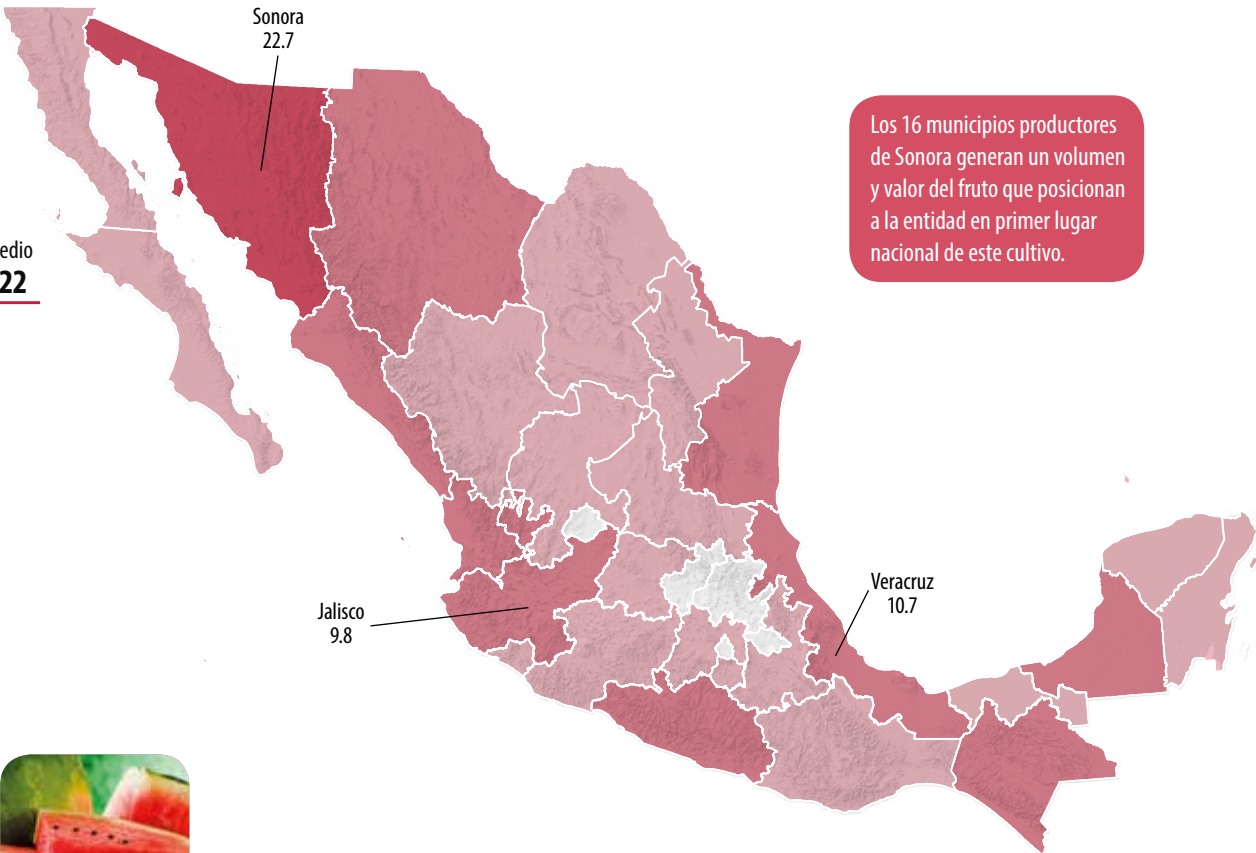 Sonora
22.7
Los 16 municipios productores
de Sonora generan un volumen
y valor del fruto que posicionan
a la entidad en primer lugar
nacional de este cultivo.
edio
22
Veracruz
10.7
Jalisco
9.8